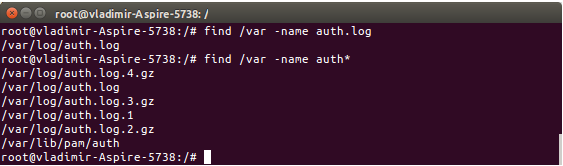 root@vladimir-Aspire-5738: /
root@vladimir-Aspire-5738:/# find /var -name auth.log
/var/log/auth.log
root@vladimir-Aspire-5738:/# find /var -name auth*
/var/log/auth.log.4.gz
/var/log/auth.log
/var/log/auth.log.3.gz
/var/log/auth.log.1
/var/log/auth.log.2.gz
/var/lib/pam/auth
root@vladimir-Aspire-5738:/#